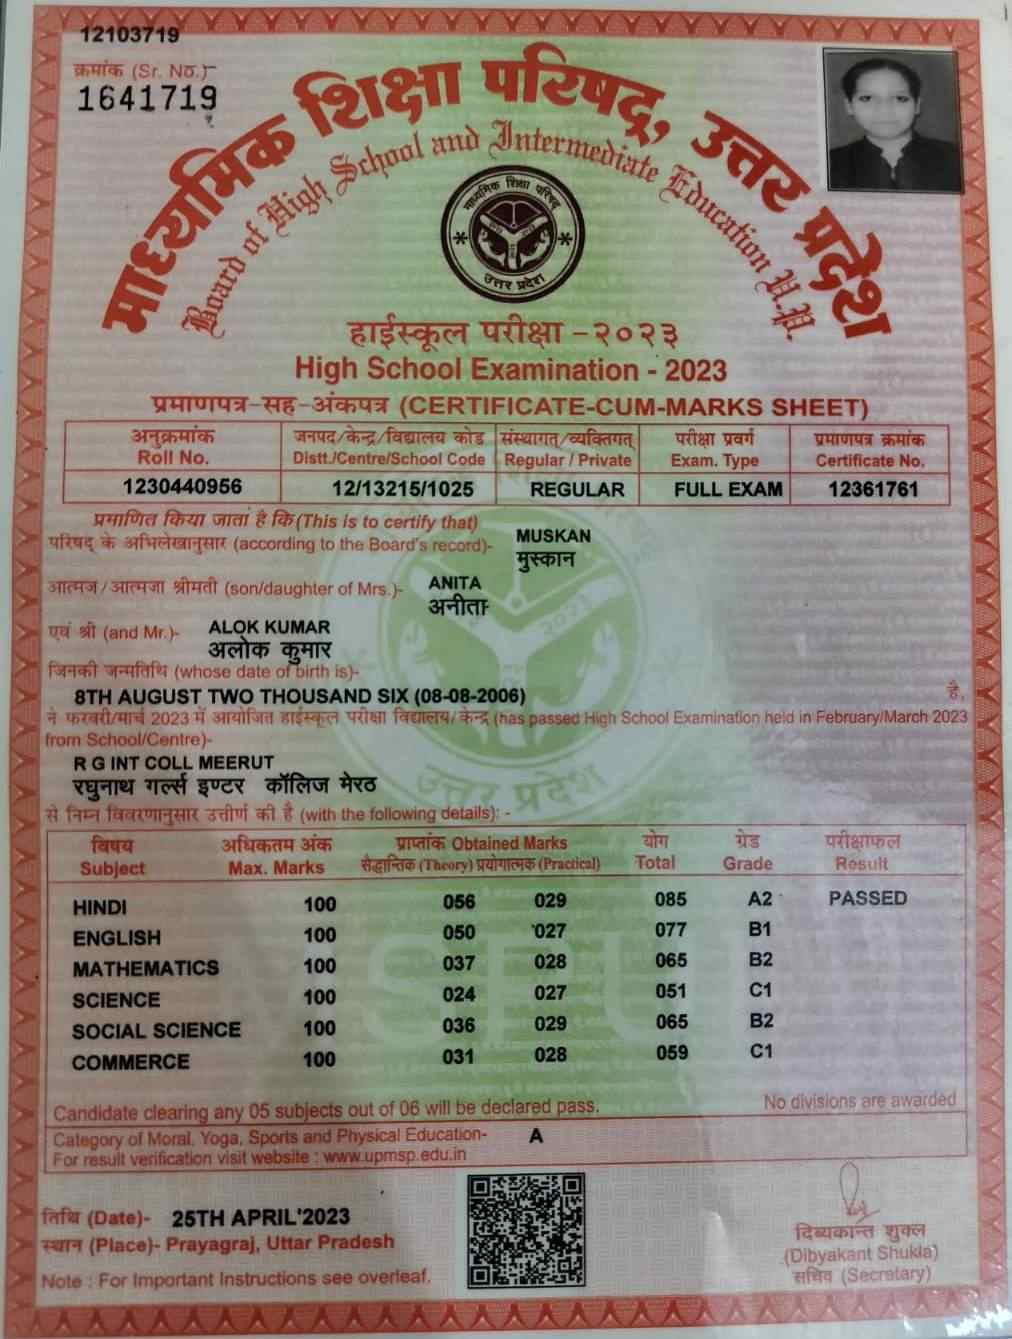 12103719
क्रमांक (Sr. No.)
1641719
माध्यमिक शिक्षा परिषद्, उत्तर प्रदेश
Board of High School and Intermediate Education U.P.
माध्यमिक शिक्षा परिषद
उत्तर प्रदेश
हाईस्कूल परीक्षा - २०२३
High School Examination - 2023
प्रमाणपत्र-सह-अंकपत्र (CERTIFICATE-CUM-MARKS SHEET)
अनुक्रमांक जनपद/केन्द्र/विद्यालय कोड संस्थागत/व्यक्तिगत परीक्षा प्रवर्ग प्रमाणपत्र क्रमांक
Roll No. Distt./Centre/School Code Regular / Private Exam. Type Certificate No.
1230440956 12/13215/1025 REGULAR FULL EXAM 12361761
प्रमाणित किया जाता है कि (This is to certify that)
परिषद् के अभिलेखानुसार (according to the Board's record)- MUSKAN
मुस्कान
आत्मज/आत्मजा श्रीमती (son/daughter of Mrs.)- ANITA
अनीता
एवं श्री (and Mr.)- ALOK KUMAR
आलोक कुमार
जिनकी जन्मतिथि (whose date of birth is)-
8TH AUGUST TWO THOUSAND SIX (08-08-2006) है,
ने फरवरी/मार्च 2023 में आयोजित हाईस्कूल परीक्षा विद्यालय/केन्द्र (has passed High School Examination held in February/March 2023
from School/Centre)-
R G INT COLL MEERUT
रघुनाथ गर्ल्स इण्टर कॉलिज मेरठ
उत्तर प्रदेश
से निम्न विवरणानुसार उत्तीर्ण की है (with the following details): -
विषय अधिकतम अंक प्राप्तांक Obtained Marks योग ग्रेड परीक्षाफल
Subject Max. Marks सैद्धान्तिक (Theory) प्रयोगात्मक (Practical) Total Grade Result
HINDI 100 056 029 085 A2 PASSED
ENGLISH 100 050 027 077 B1
MATHEMATICS 100 037 028 065 B2
SCIENCE 100 024 027 051 C1
SOCIAL SCIENCE 100 036 029 065 B2
COMMERCE 100 031 028 059 C1
Candidate clearing any 05 subjects out of 06 will be declared pass. No divisions are awarded
Category of Moral, Yoga, Sports and Physical Education- A
For result verification visit website : www.upmsp.edu.in
तिथि (Date)- 25TH APRIL'2023
स्थान (Place)- Prayagraj, Uttar Pradesh
Note : For Important Instructions see overleaf.
दिब्यकान्त शुक्ल
(Dibyakant Shukla)
सचिव (Secretary)